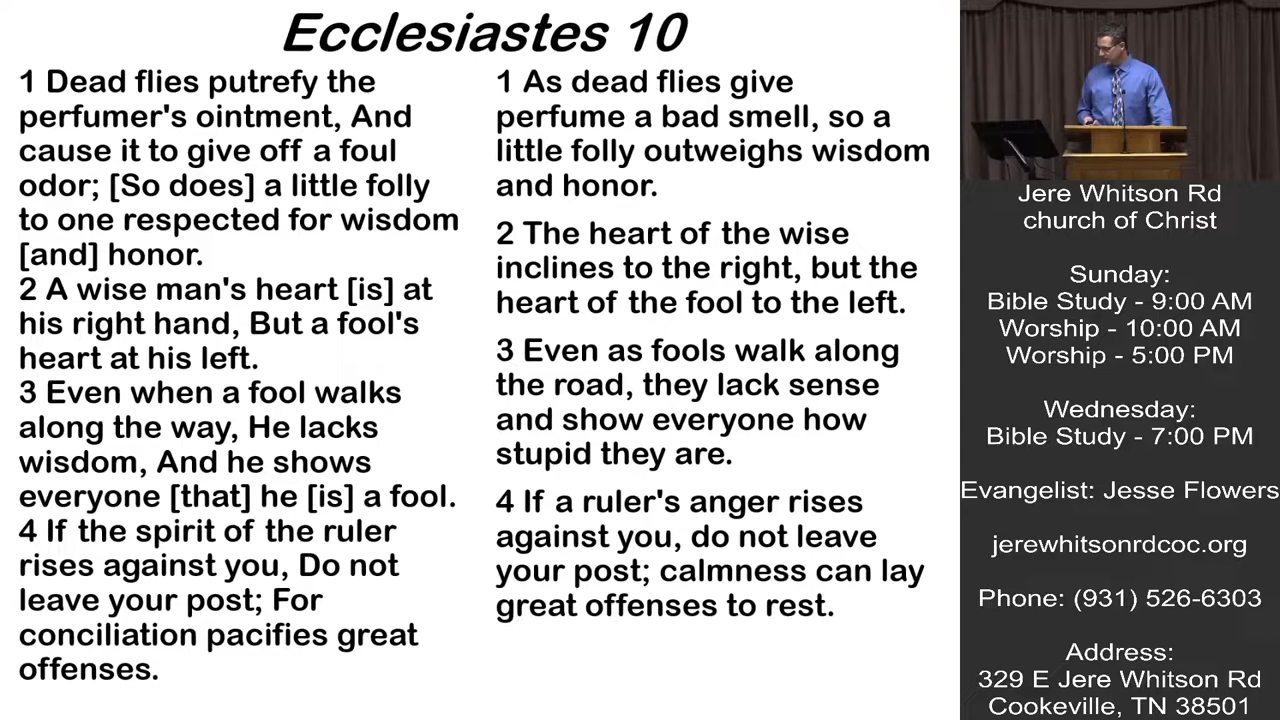 Ecclesiastes 10
1 Dead flies putrefy the
perfumer's ointment, And
cause it to give off a foul
odor; [So does] a little folly
to one respected for wisdom
[and] honor.
2 A wise man's heart [is] at
his right hand, But a fool's
heart at his left.
3 Even when a fool walks
along the way, He lacks
wisdom, And he shows
everyone [that] he [is] a fool.
4 If the spirit of the ruler
rises against you, Do not
leave your post; For
conciliation pacifies great
offenses.
1 As dead flies give
perfume a bad smell, so a
little folly outweighs wisdom
and honor.
2 The heart of the wise
inclines to the right, but the
heart of the fool to the left.
3 Even as fools walk along
the road, they lack sense
and show everyone how
stupid they are.
4 If a ruler's anger rises
against you, do not leave
your post; calmness can lay
great offenses to rest.
Jere Whitson Rd
church of Christ
Sunday:
Bible Study - 9:00 AM
Worship - 10:00 AM
Worship - 5:00 PM
Wednesday:
Bible Study - 7:00 PM
Evangelist: Jesse Flowers
jerewhitsonrdcoc.org
Phone: (931) 526-6303
Address:
329 E Jere Whitson Rd
Cookeville, TN 38501